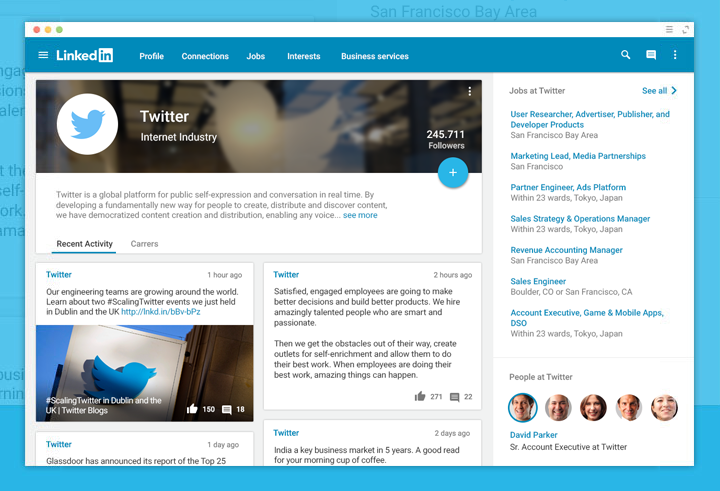 San Francisco Bay Area
Linkedin
Profile
Connections
Jobs
Interests
Business services
Twitter
Internet Industry
245.711
Followers
+
Twitter is a global platform for public self-expression and conversation in real time. By
developing a fundamentally new way for people to create, distribute and discover content,
we have democratized content creation and distribution, enabling any voice... see more
Recent Activity
Carrers
Twitter
1 hour ago
Our engineering teams are growing around the world.
Learn about two #ScalingTwitter events we just held
in Dublin and the UK http://lnkd.in/bBv-bPz
#ScalingTwitter in Dublin and the
UK | Twitter Blogs
150
18
Twitter
1 day ago
Glassdoor has announced its report of the Top 25
Twitter
2 hours ago
Satisfied, engaged employees are going to make
better decisions and build better products. We hire
amazingly talented people who are smart and
passionate.
Then we get the obstacles out of their way, create
outlets for self-enrichment and allow them to do
their best work. When employees are doing their
best work, amazing things can happen.
271
22
Twitter
2 days ago
India a key business market in 5 years. A good read
for your morning cup of coffee.
Jobs at Twitter
See all
User Researcher, Advertiser, Publisher, and
Developer Products
San Francisco Bay Area
Marketing Lead, Media Partnerships
San Francisco
Partner Engineer, Ads Platform
Within 23 wards, Tokyo, Japan
Sales Strategy & Operations Manager
Within 23 wards, Tokyo, Japan
Revenue Accounting Manager
San Francisco Bay Area
Sales Engineer
Boulder, CO or San Francisco, CA
Account Executive, Game & Mobile Apps,
DSO
Within 23 wards, Tokyo, Japan
People at Twitter
David Parker
Sr. Account Executive at Twitter